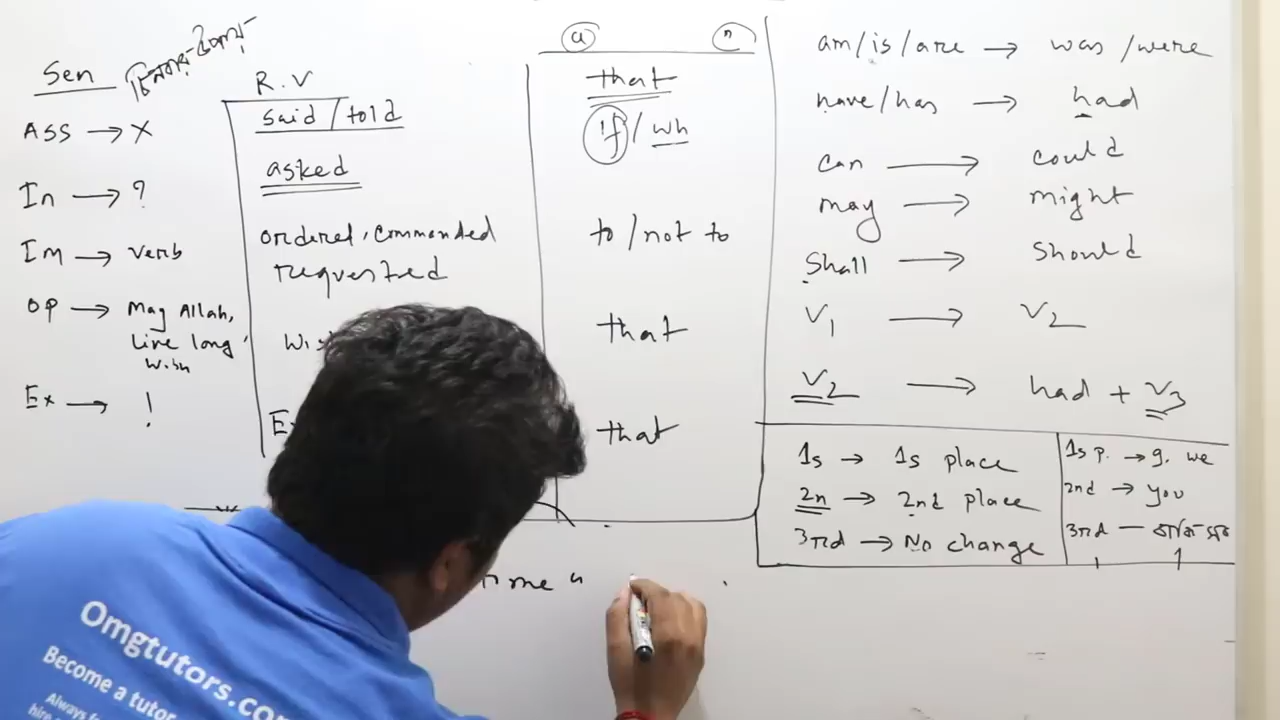 Sen
R.V
Ass → X
said/told
In → ?
asked
Im → verb
ordered, commanded
requested
OP → May Allah,
Live long
wish
Ex → !
that
if/wh
to/not to
that
that
am/is/are → was/were
have/has → had
can → could
may → might
shall → should
V1 → V2
V2 → had + V3
1s → 1s place
2n → 2nd place
3rd → No change
1s p. → I. we
2nd → you
3rd —
me "
Omgtutors.com
Become a tutor
Always
hire